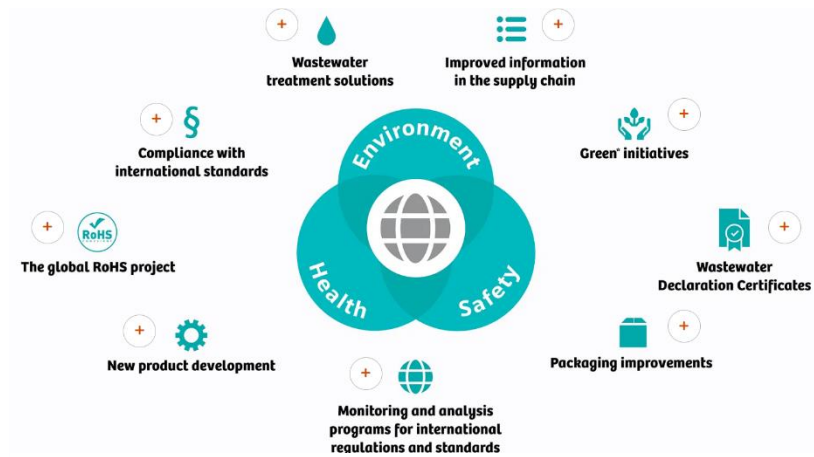 Wastewater
treatment solutions
Improved information
in the supply chain
§
Compliance with
international standards
Green° initiatives
Environment
RoHS
The global RoHS project
Health
Safety
Wastewater
Declaration Certificates
New product development
Packaging improvements
Monitoring and analysis
programs for international
regulations and standards